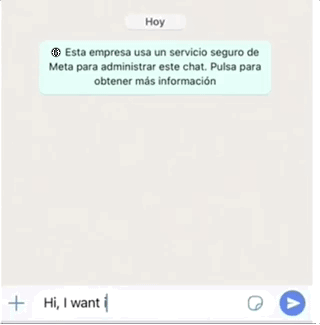 Hoy
Esta empresa usa un servicio seguro de
Meta para administrar este chat. Pulsa para
obtener más información
Hi, I want i